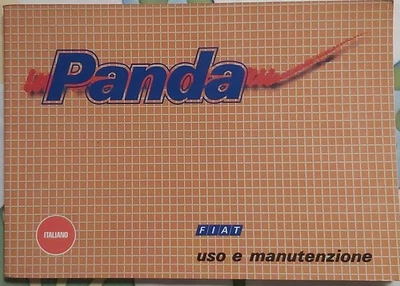 Panda
ITALIANO
FIAT
uso e manutenzione